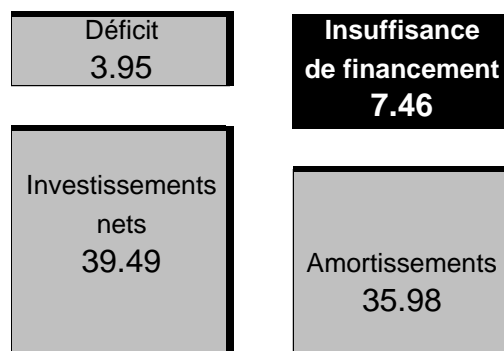 Déficit
3.95
Insuffisance
de financement
7.46
Investissements
nets
39.49
Amortissements
35.98